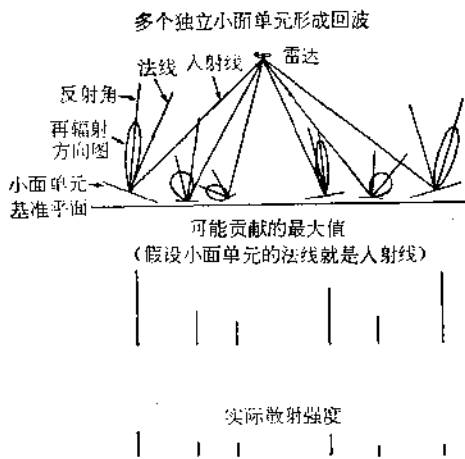 多个独立小面单元形成回波
雷达
法线
入射线
反射角
再辐射
方向图
小面单元
基准平面
可能贡献的最大值
(假设小面单元的法线就是入射线)
实际散射强度